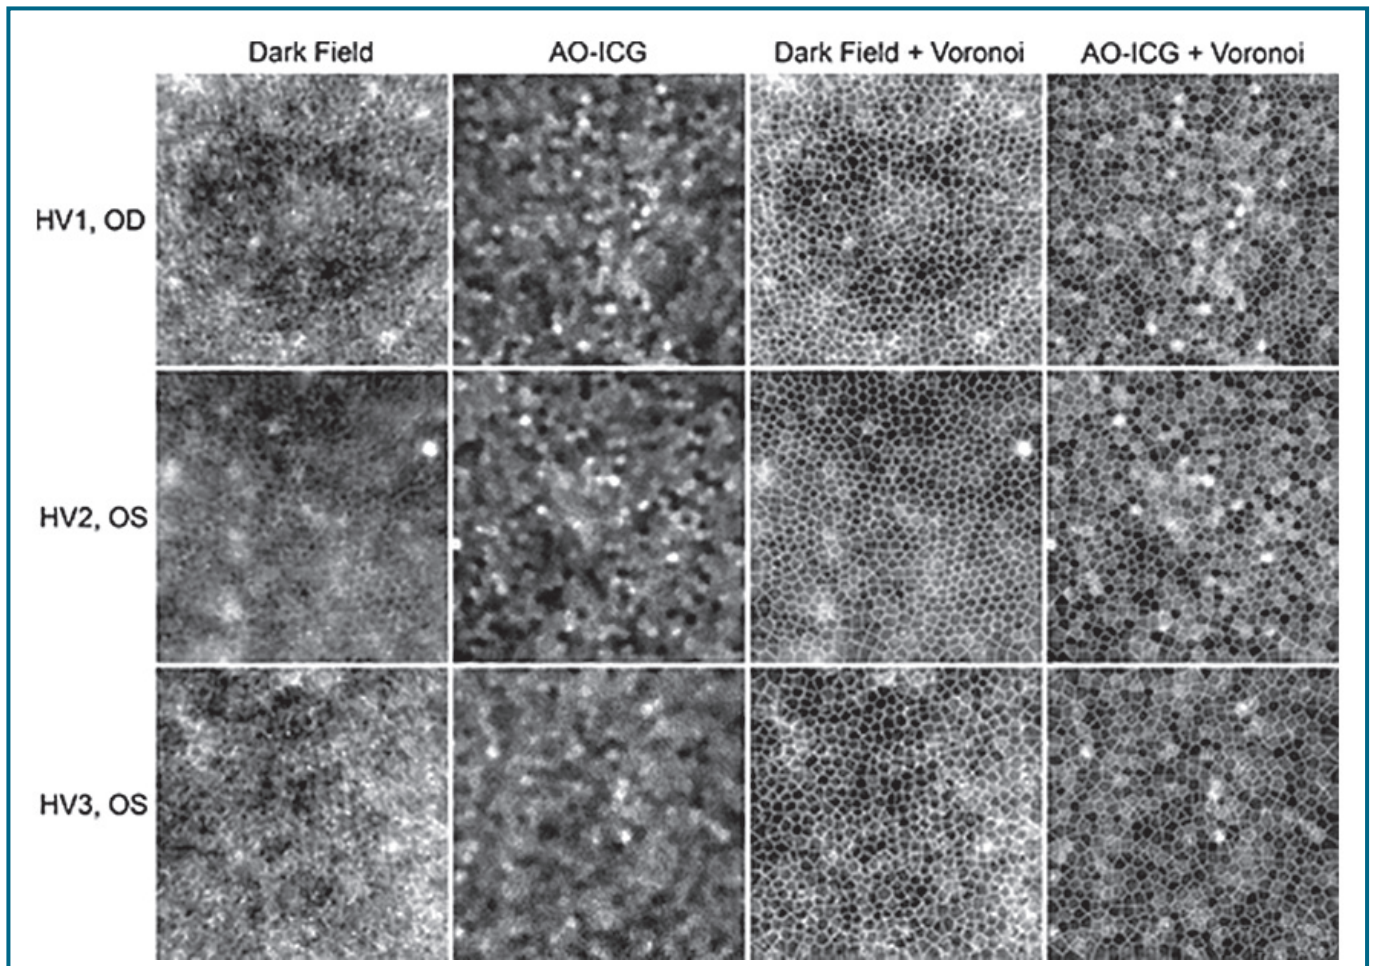 Dark Field AO-ICG Dark Field + Voronoi AO-ICG + Voronoi
HV1, OD
HV2, OS
HV3, OS